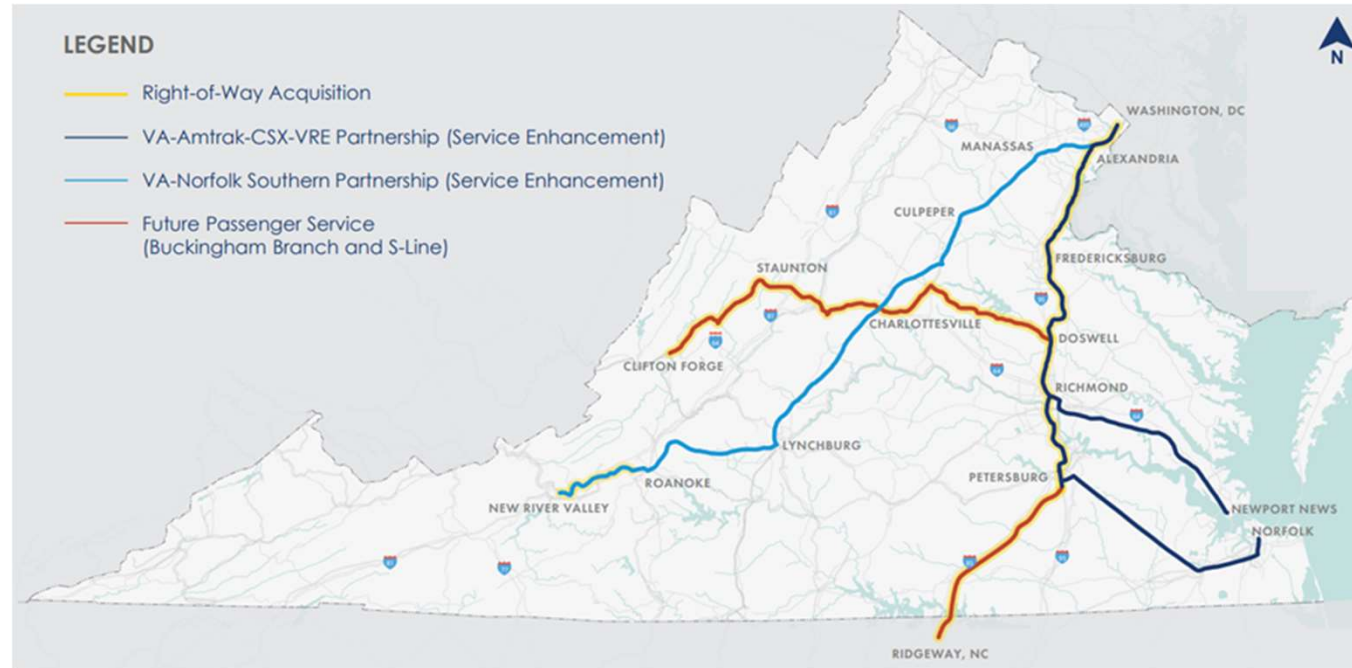 LEGEND
Right-of-Way Acquisition
VA-Amtrak-CSX-VRE Partnership (Service Enhancement)
VA-Norfolk Southern Partnership (Service Enhancement)
Future Passenger Service
(Buckingham Branch and S-Line)
N
WASHINGTON, DC
MANASSAS
ALEXANDRIA
CULPEPER
FREDERICKSBURG
STAUNTON
CHARLOTTESVILLE
DOSWELL
CLIFTON FORGE
RICHMOND
LYNCHBURG
PETERSBURG
ROANOKE
NEW RIVER VALLEY
NEWPORT NEWS
NORFOLK
RIDGEWAY, NC